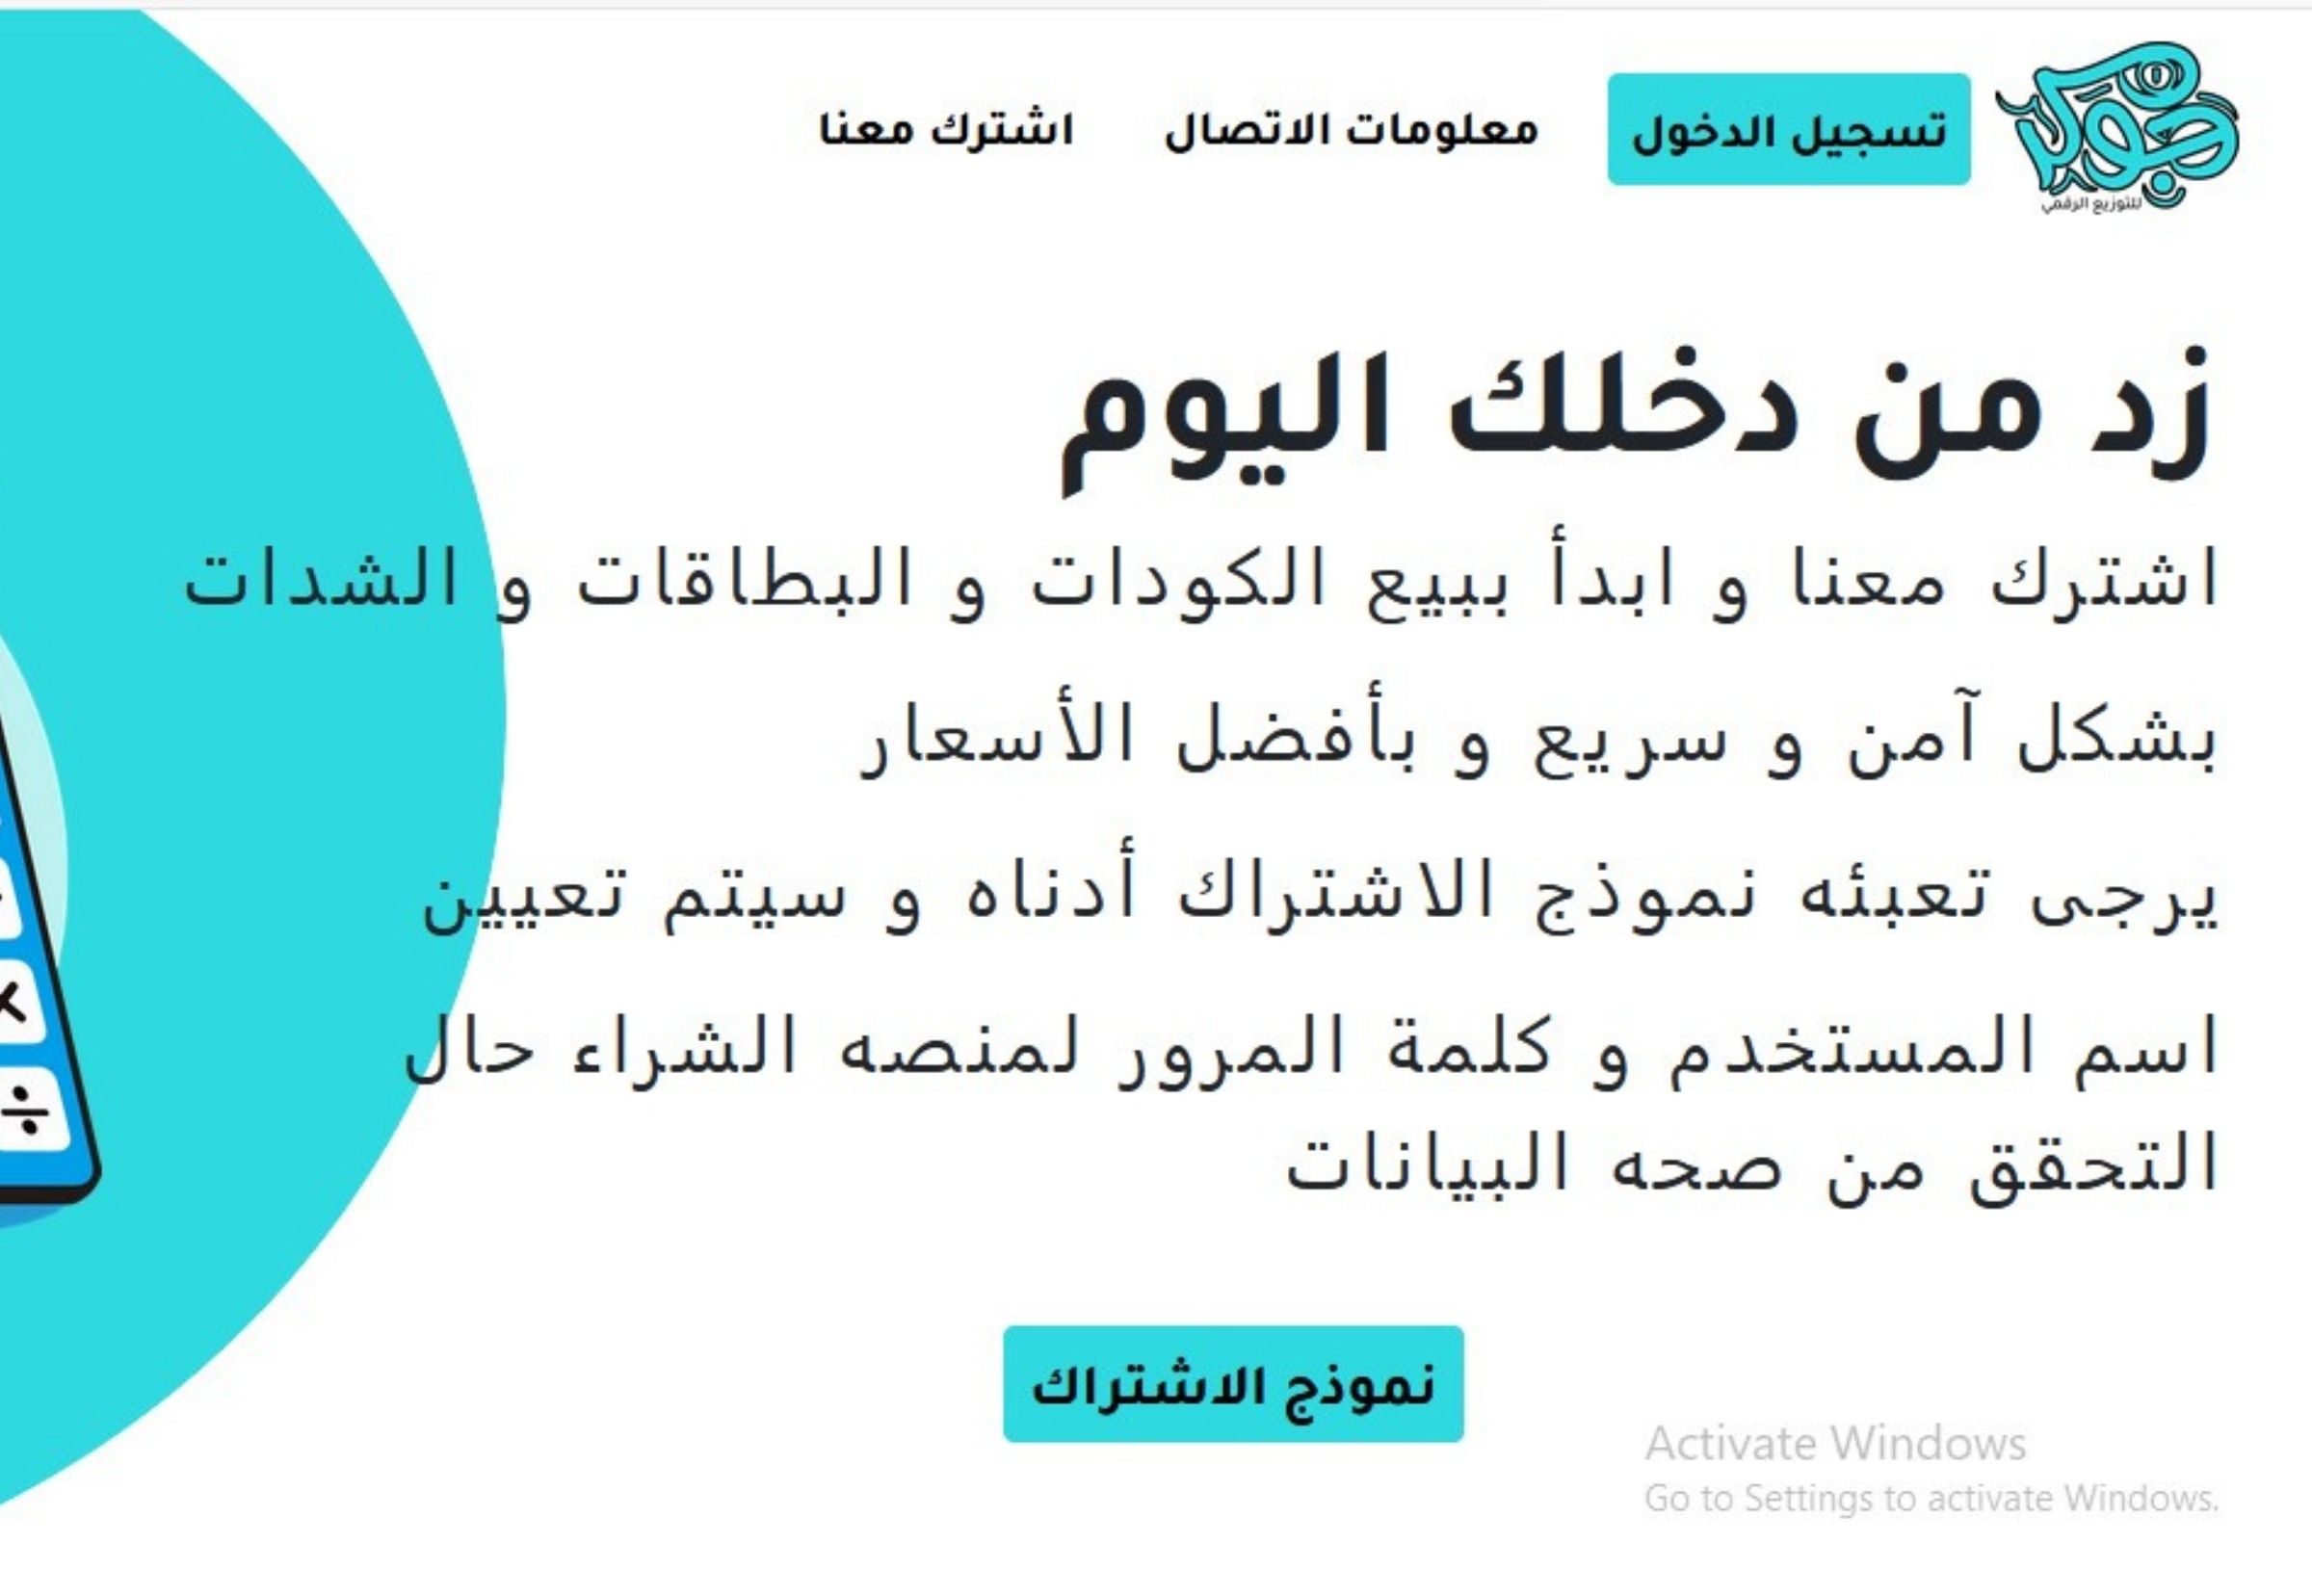 تسجيل الدخول
معلومات الاتصال
اشترك معنا
للتوزيع الرقمي
زد من دخلك اليوم
اشترك معنا و ابدأ ببيع الكودات و البطاقات و الشدات
بشكل آمن و سريع و بأفضل الأسعار
يرجى تعبئه نموذج الاشتراك أدناه و سيتم تعيين
اسم المستخدم و كلمة المرور لمنصه الشراء حال
التحقق من صحه البيانات
نموذج الاشتراك
Activate Windows
Go to Settings to activate Windows.
×
÷